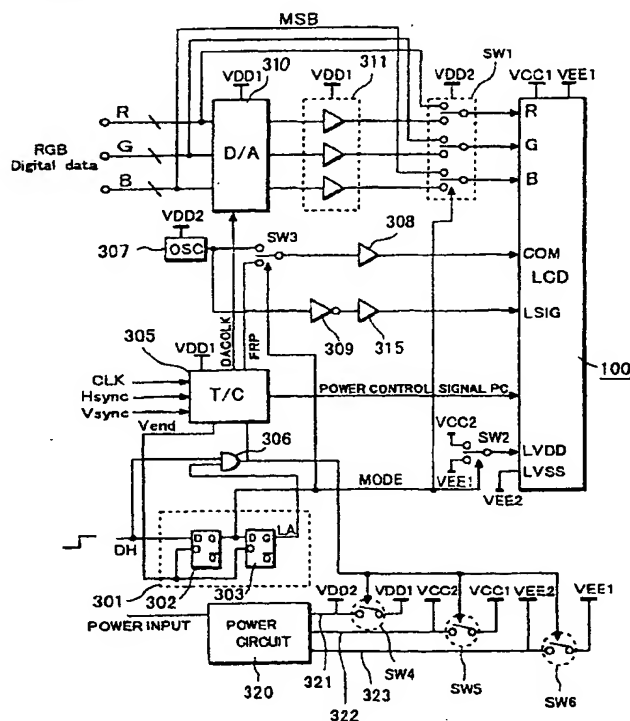 MSB
310
VDD1
311
VDD1
VDD2
SW1
VCC1 VEE1
R
G
B
RGB
Digital data
D/A
R
G
B
VDD2
307
OSC
SW3
308
COM
LCD
309
315
LSIG
DACCLK
FRP
100
305
VDD1
CLK
Hsync
Vsync
T/C
POWER CONTROL SIGNAL PC
Vend
306
VCC2
SW2
LVDD
LVSS
VEE1
VEE2
MODE
LA
DH
D Q
C
Q
D Q
C
Q
301
302
303
POWER INPUT
POWER
CIRCUIT
320
321
322
323
VDD2
VDD1
VCC2
VCC1
VEE2
VEE1
SW4
SW5
SW6